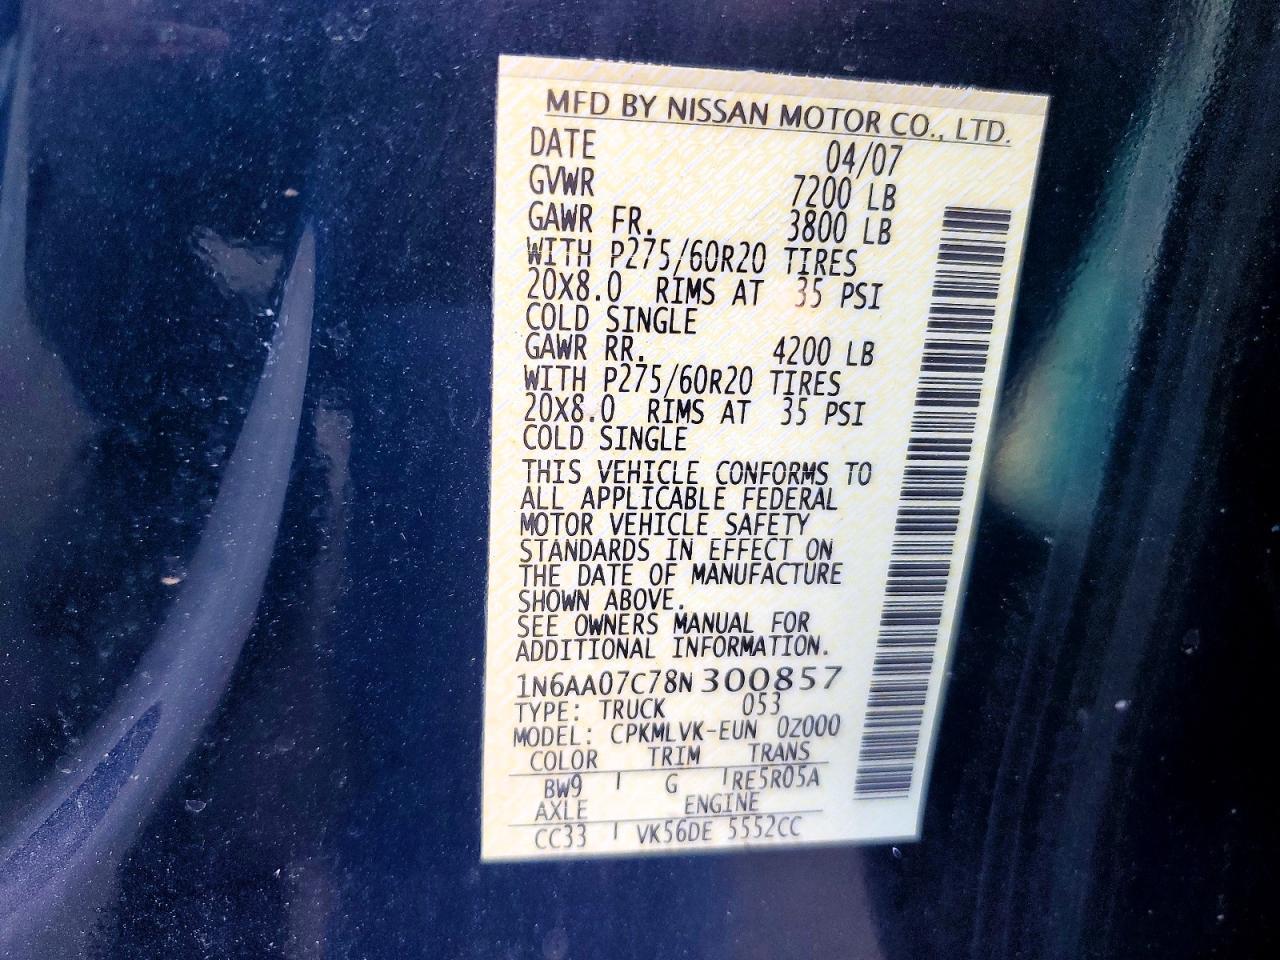 MFD BY NISSAN MOTOR CO., LTD.
DATE 04/07
GVWR 7200 LB
GAWR FR. 3800 LB
WITH P275/60R20 TIRES
20X8.0 RIMS AT 35 PSI
COLD SINGLE
GAWR RR. 4200 LB
WITH P275/60R20 TIRES
20X8.0 RIMS AT 35 PSI
COLD SINGLE
THIS VEHICLE CONFORMS TO
ALL APPLICABLE FEDERAL
MOTOR VEHICLE SAFETY
STANDARDS IN EFFECT ON
THE DATE OF MANUFACTURE
SHOWN ABOVE.
SEE OWNERS MANUAL FOR
ADDITIONAL INFORMATION.
1N6AA07C78N300857
TYPE: TRUCK 053
MODEL: CPKMLVK-EUN 0Z000
COLOR TRIM TRANS
BW9 | G | RE5R05A
AXLE ENGINE
CC33 | VK56DE 5552CC